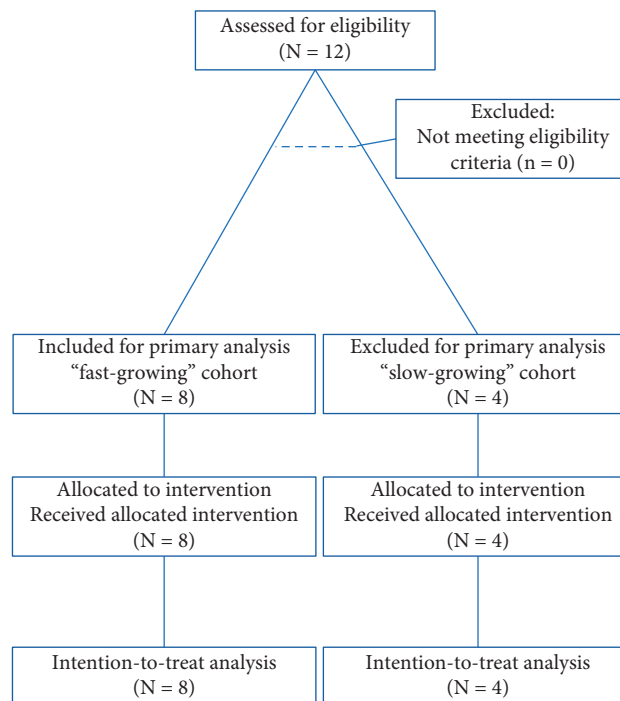 Assessed for eligibility
(N = 12)
Excluded:
Not meeting eligibility
criteria (n = 0)
Included for primary analysis
“fast-growing” cohort
(N = 8)
Excluded for primary analysis
“slow-growing” cohort
(N = 4)
Allocated to intervention
Received allocated intervention
(N = 8)
Allocated to intervention
Received allocated intervention
(N = 4)
Intention-to-treat analysis
(N = 8)
Intention-to-treat analysis
(N = 4)